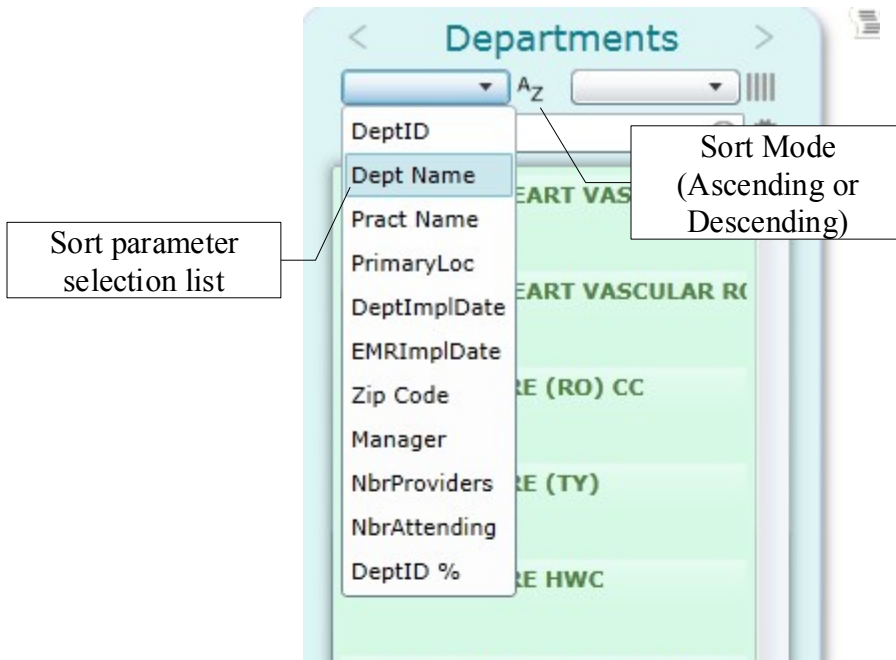 < Departments >
AZ
DeptID
Dept Name
Pract Name
PrimaryLoc
DeptImplDate
EMRImplDate
Zip Code
Manager
NbrProviders
NbrAttending
DeptID %
Sort Mode
(Ascending or
Descending)
Sort parameter
selection list
EART VAS
EART VASCULAR R
RE (RO) CC
RE (TY)
RE HWC